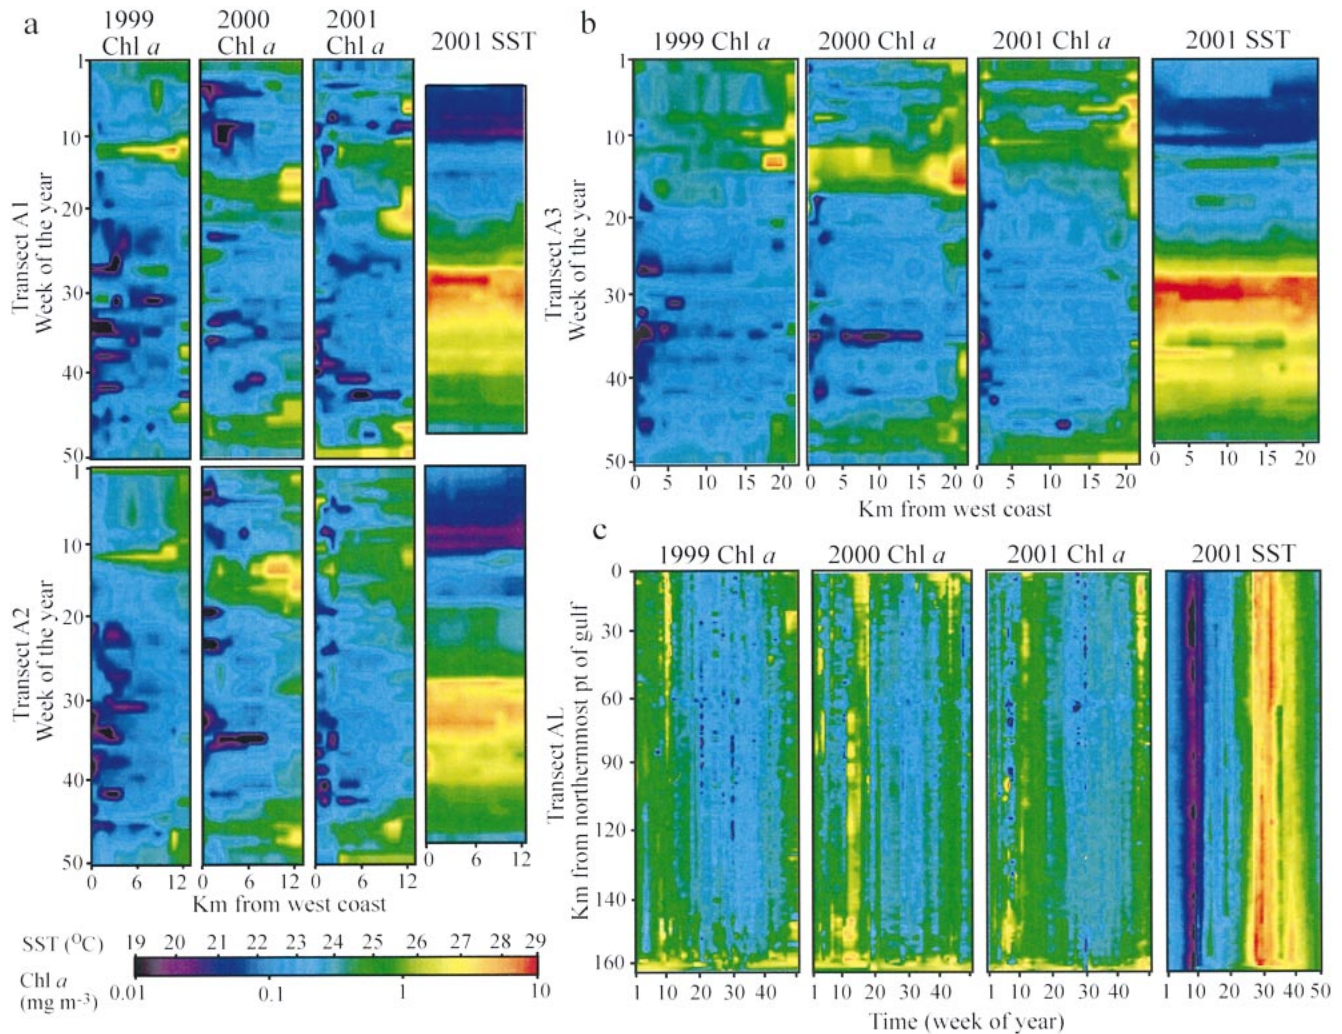 a
1999 Chl a
2000 Chl a
2001 Chl a
2001 SST
Transect A1
Week of the year
1
10
20
30
40
50
Transect A2
Week of the year
1
10
20
30
40
50
0 6 12
0 6 12
0 6 12
0 6 12
Km from west coast
SST (°C)
19 20 21 22 23 24 25 26 27 28 29
Chl a
(mg m-3)
0.01 0.1 1 10
b
1999 Chl a
2000 Chl a
2001 Chl a
2001 SST
Transect A3
Week of the year
1
10
20
30
40
50
0 5 10 15 20
0 5 10 15 20
0 5 10 15 20
0 5 10 15 20
Km from west coast
c
1999 Chl a
2000 Chl a
2001 Chl a
2001 SST
Transect AL
Km from northernmost pt of gulf
0
30
60
90
120
140
160
1 10 20 30 40
1 10 20 30 40
1 10 20 30 40
1 10 20 30 40 50
Time (week of year)